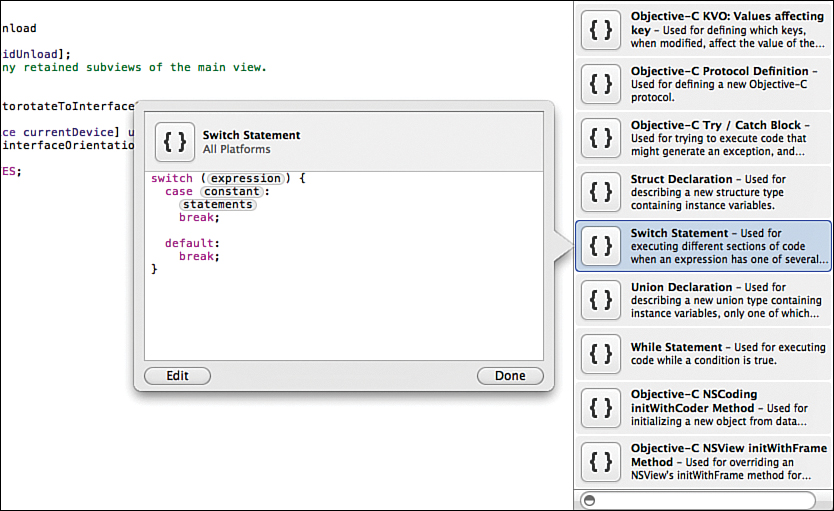 nload
idUnload];
ny retained subviews of the main view.
torotateToInterface
ce currentDevice] u
interfaceOrientatio
ES;
{ }
Switch Statement
All Platforms
switch (expression) {
case constant:
statements
break;
default:
break;
}
Edit
Done
{ }
Objective-C KVO: Values affecting
key – Used for defining which keys,
when modified, affect the value of the...
{ }
Objective-C Protocol Definition –
Used for defining a new Objective-C
protocol.
{ }
Objective-C Try / Catch Block –
Used for trying to execute code that
might generate an exception, and...
{ }
Struct Declaration – Used for
describing a new structure type
containing instance variables.
{ }
Switch Statement – Used for
executing different sections of code
when an expression has one of several...
{ }
Union Declaration – Used for
describing a new union type containing
instance variables, only one of which...
{ }
While Statement – Used for executing
code while a condition is true.
{ }
Objective-C NSCoding
initWithCoder Method – Used for
initializing a new object from data...
{ }
Objective-C NSView initWithFrame
Method – Used for overriding an
NSView's initWithFrame method for...